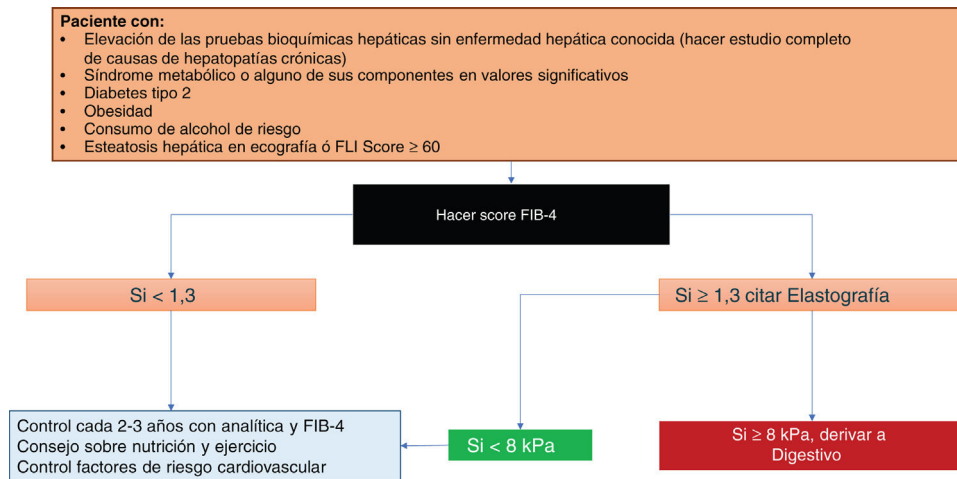 Paciente con:
• Elevación de las pruebas bioquímicas hepáticas sin enfermedad hepática conocida (hacer estudio completo
de causas de hepatopatías crónicas)
• Síndrome metabólico o alguno de sus componentes en valores significativos
• Diabetes tipo 2
• Obesidad
• Consumo de alcohol de riesgo
• Esteatosis hepática en ecografía ó FLI Score ≥ 60
Hacer score FIB-4
Si < 1,3
Si ≥ 1,3 citar Elastografía
Control cada 2-3 años con analítica y FIB-4
Consejo sobre nutrición y ejercicio
Control factores de riesgo cardiovascular
Si < 8 kPa
Si ≥ 8 kPa, derivar a
Digestivo